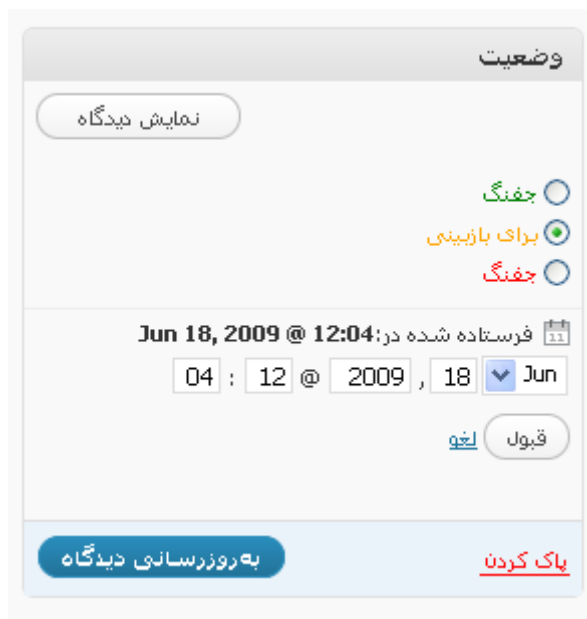 وضعیت
نمایش دیدگاه
جفنگ
برای بازبینی
جفنگ
فرستاده شده در:Jun 18, 2009 @ 12:04
Jun 18, 2009 @ 12 : 04
قبول لغو
پاک کردن به‌روزرسانی دیدگاه